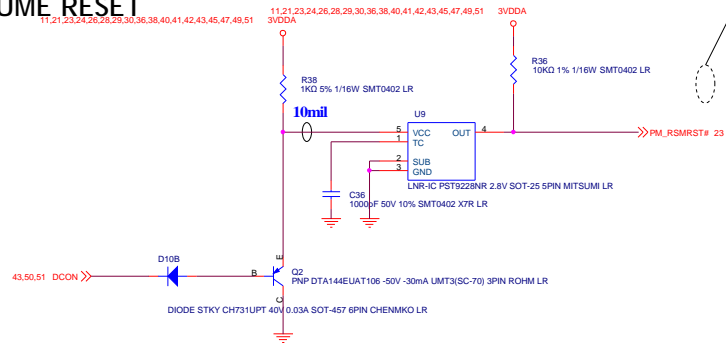 UME RESET
11,21,23,24,26,28,29,30,36,38,40,41,42,43,45,47,49,51 3VDDA
11,21,23,24,26,28,29,30,36,38,40,41,42,43,45,47,49,51 3VDDA
R38
1KΩ 5% 1/16W SMT0402 LR
R36
10KΩ 1% 1/16W SMT0402 LR
10mil
U9
5 VCC OUT 4
1 TC
2 SUB
3 GND
PM_RSMRST# 23
LNR-IC PST9228NR 2.8V SOT-25 5PIN MITSUMI LR
C36
1000pF 50V 10% SMT0402 X7R LR
43,50,51 DCON
D10B
B
E
C
Q2
PNP DTA144EUAT106 -50V -30mA UMT3(SC-70) 3PIN ROHM LR
DIODE STKY CH731UPT 40V 0.03A SOT-457 6PIN CHENMKO LR